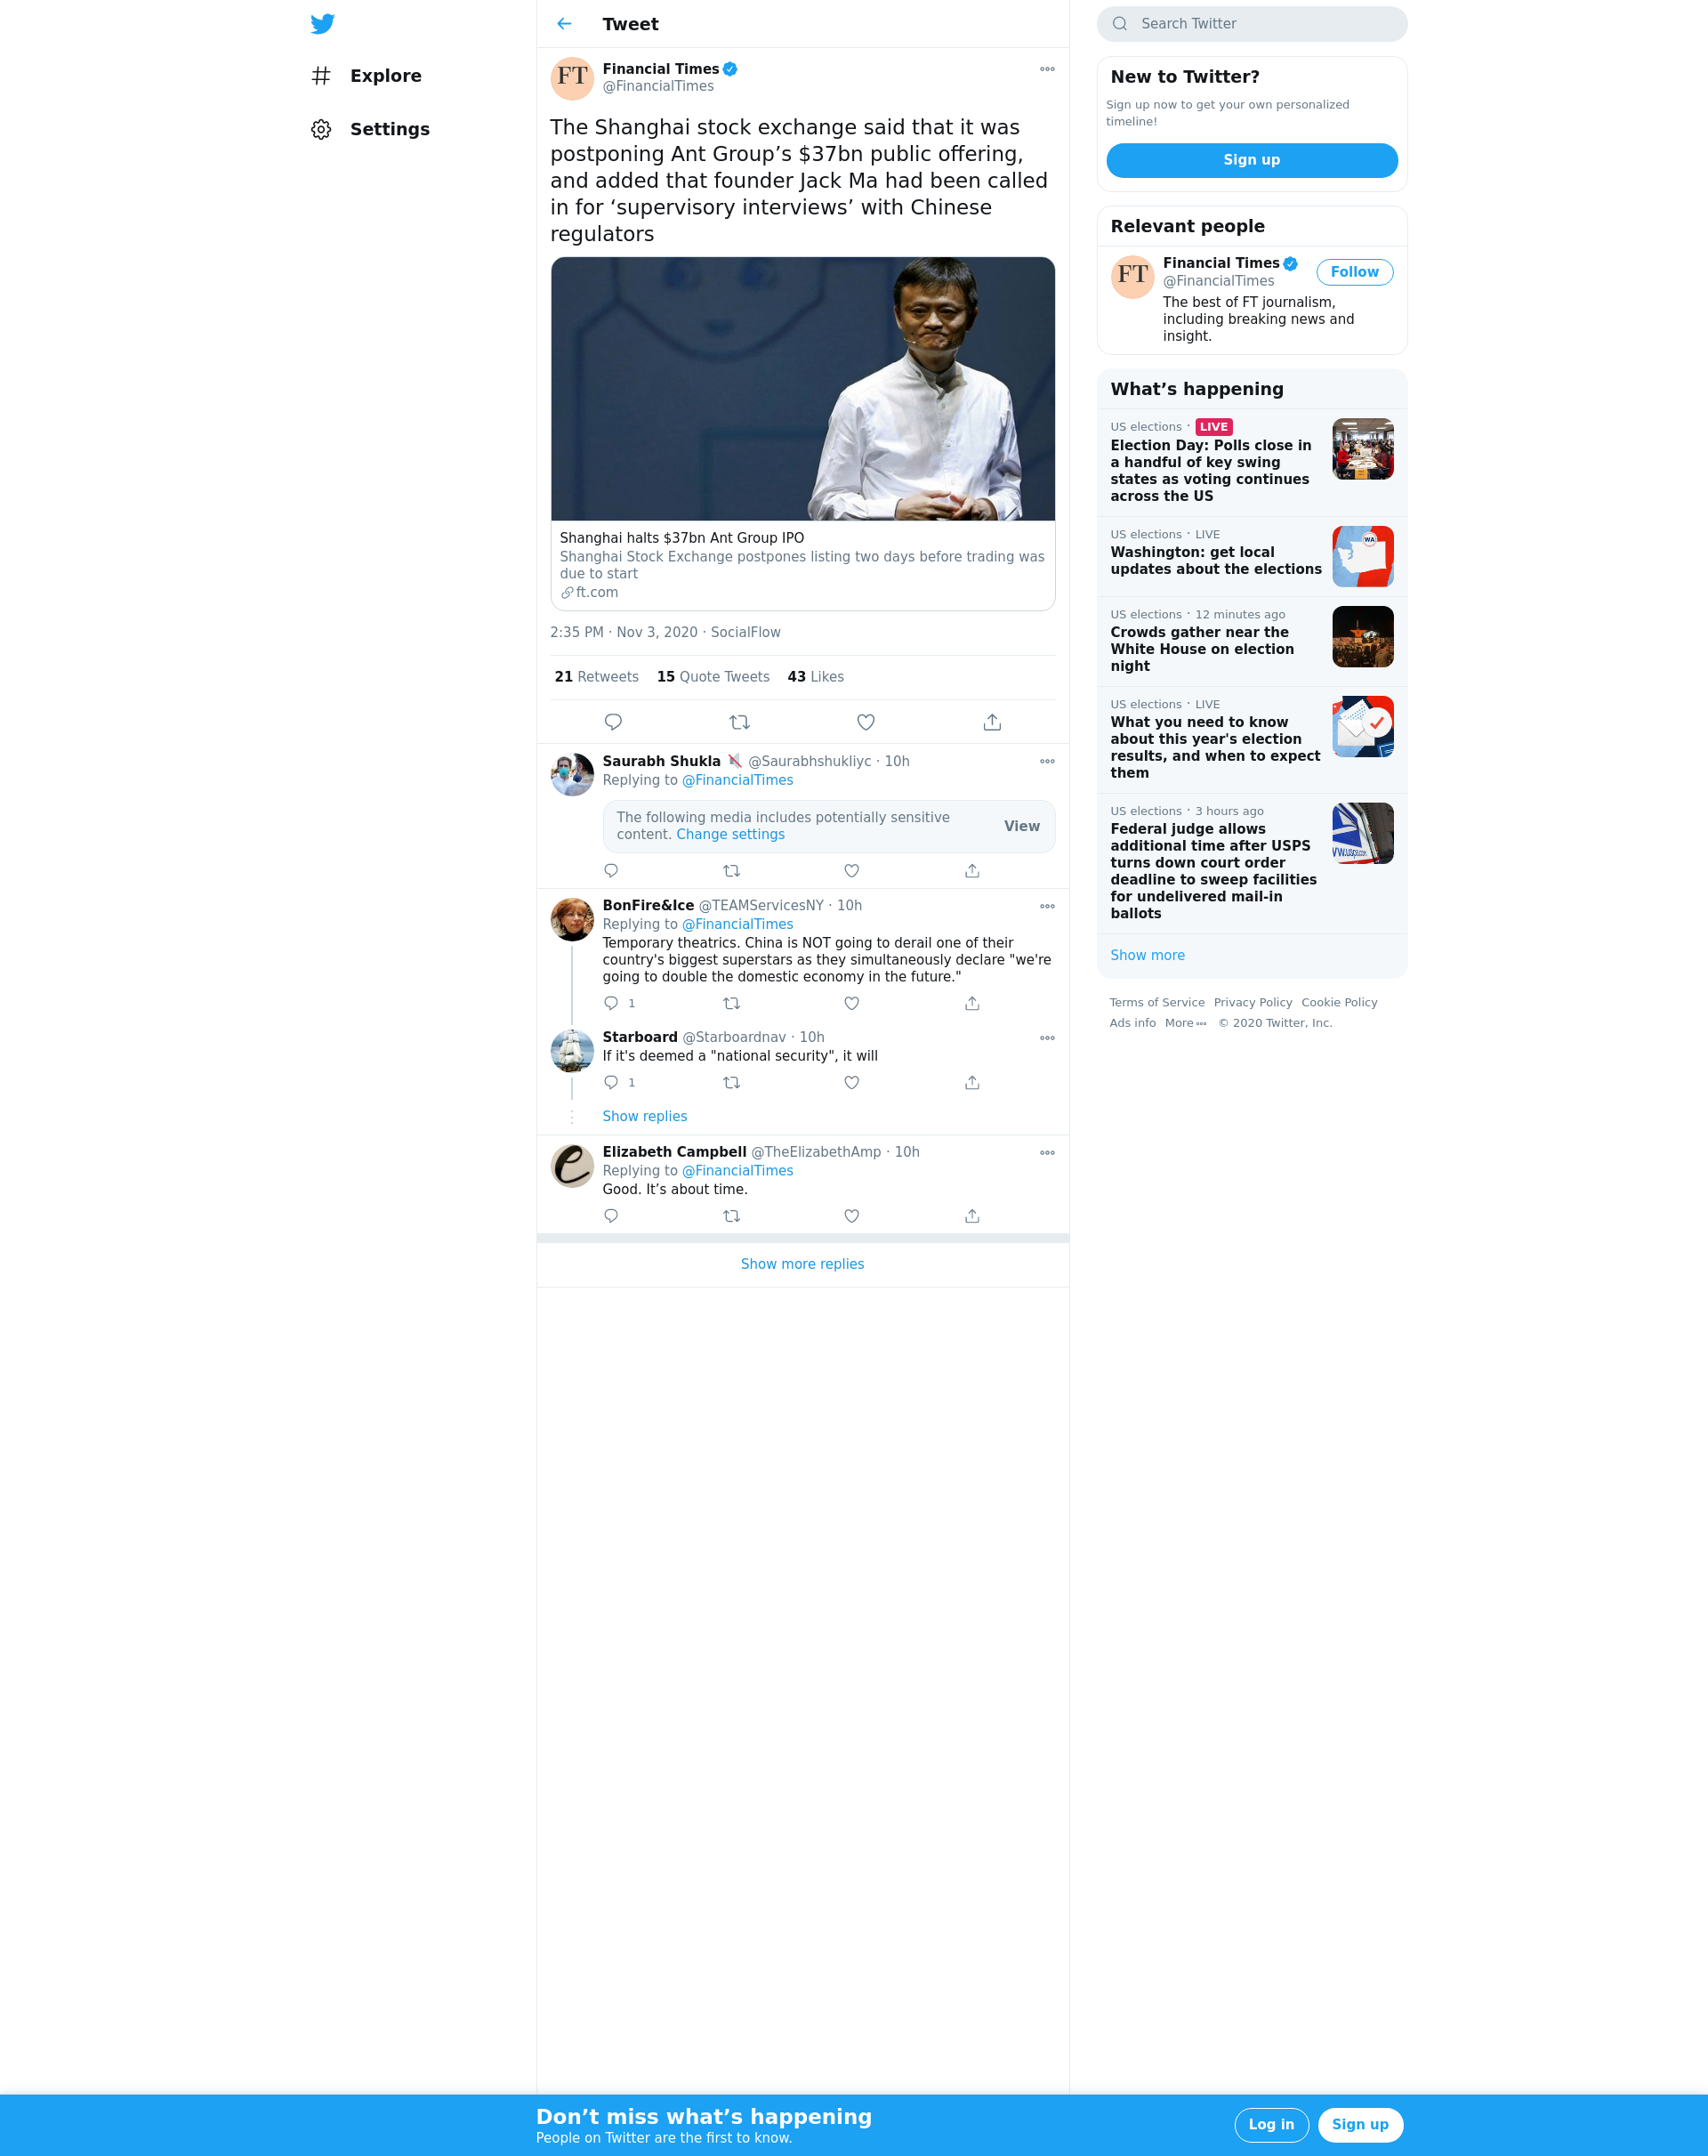 Explore
Settings
Tweet
FT
Financial Times
@FinancialTimes
The Shanghai stock exchange said that it was
postponing Ant Group’s $37bn public offering,
and added that founder Jack Ma had been called
in for ‘supervisory interviews’ with Chinese
regulators
Shanghai halts $37bn Ant Group IPO
Shanghai Stock Exchange postpones listing two days before trading was
due to start
ft.com
2:35 PM · Nov 3, 2020 · SocialFlow
21 Retweets 15 Quote Tweets 43 Likes
Saurabh Shukla @Saurabhshukliyc · 10h
Replying to @FinancialTimes
The following media includes potentially sensitive
content. Change settings
View
BonFire&Ice @TEAMServicesNY · 10h
Replying to @FinancialTimes
Temporary theatrics. China is NOT going to derail one of their
country's biggest superstars as they simultaneously declare "we're
going to double the domestic economy in the future."
1
Starboard @Starboardnav · 10h
If it's deemed a "national security", it will
1
Show replies
Elizabeth Campbell @TheElizabethAmp · 10h
Replying to @FinancialTimes
Good. It’s about time.
Show more replies
Search Twitter
New to Twitter?
Sign up now to get your own personalized
timeline!
Sign up
Relevant people
FT
Financial Times
@FinancialTimes
Follow
The best of FT journalism,
including breaking news and
insight.
What’s happening
US elections · LIVE
Election Day: Polls close in
a handful of key swing
states as voting continues
across the US
US elections · LIVE
Washington: get local
updates about the elections
WA
US elections · 12 minutes ago
Crowds gather near the
White House on election
night
US elections · LIVE
What you need to know
about this year's election
results, and when to expect
them
US elections · 3 hours ago
Federal judge allows
additional time after USPS
turns down court order
deadline to sweep facilities
for undelivered mail-in
ballots
Show more
Terms of Service Privacy Policy Cookie Policy
Ads info More © 2020 Twitter, Inc.
Don’t miss what’s happening
People on Twitter are the first to know.
Log in
Sign up